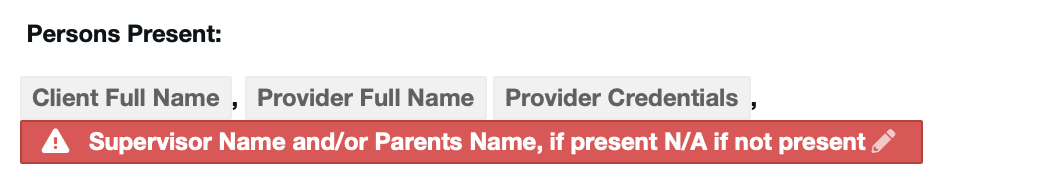 Persons Present:
Client Full Name , Provider Full Name Provider Credentials ,
Supervisor Name and/or Parents Name, if present N/A if not present